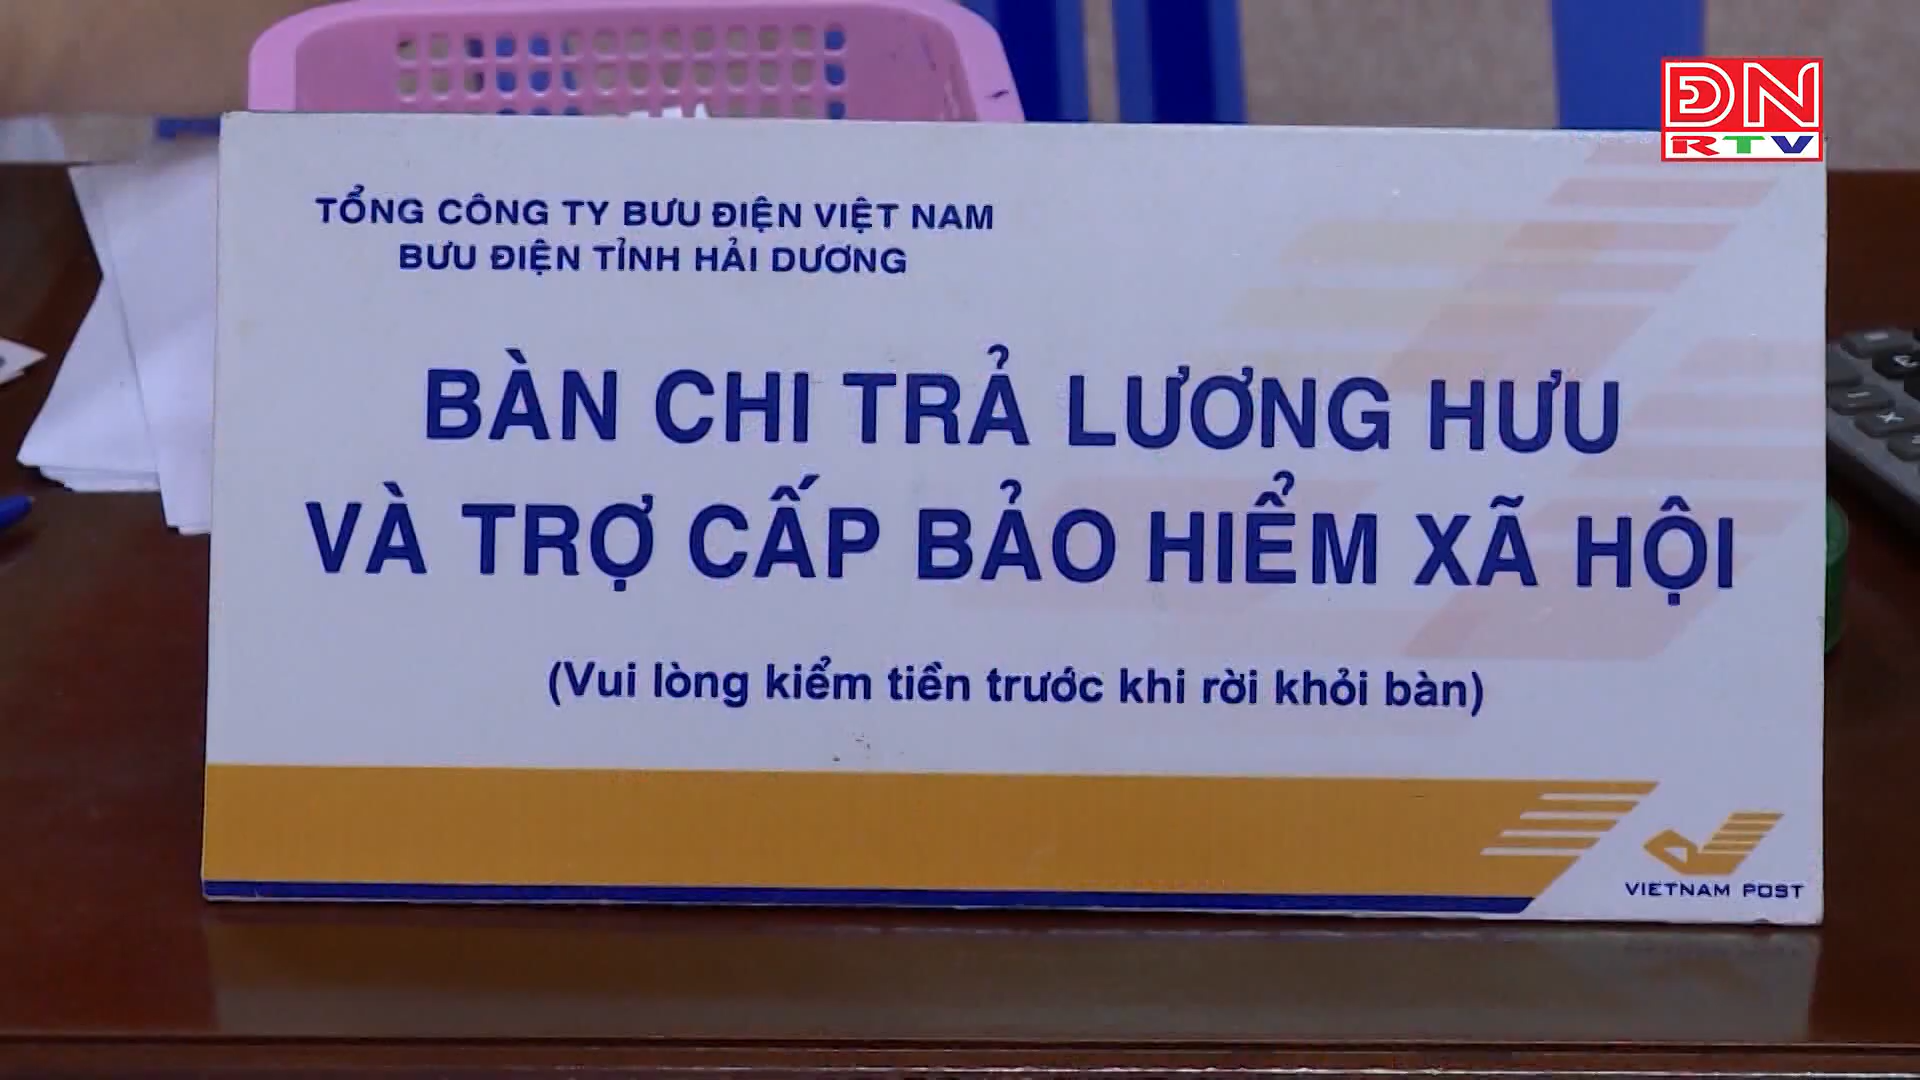 ĐN
RTV
TỔNG CÔNG TY BƯU ĐIỆN VIỆT NAM
BƯU ĐIỆN TỈNH HẢI DƯƠNG
BÀN CHI TRẢ LƯƠNG HƯU
VÀ TRỢ CẤP BẢO HIỂM XÃ HỘI
(Vui lòng kiểm tiền trước khi rời khỏi bàn)
VIETNAM POST